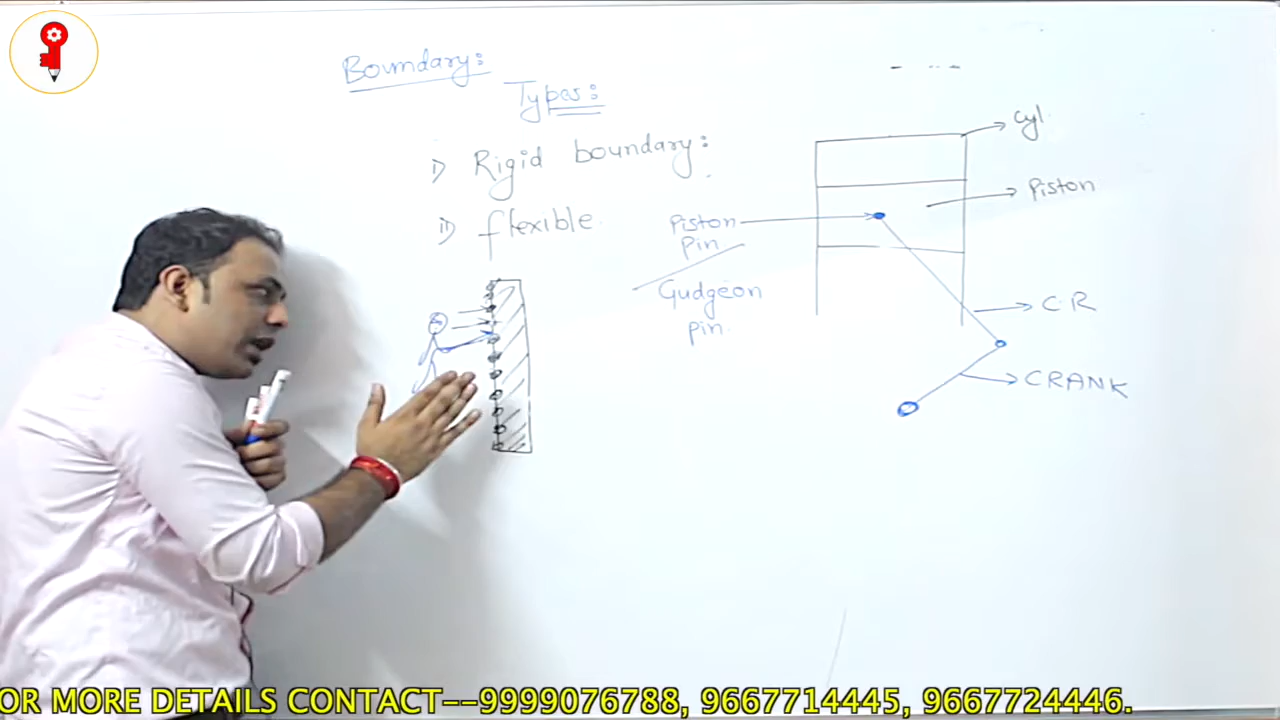 Boundary:
Types:
i) Rigid boundary:
ii) flexible
Cyl.
Piston
Piston
Pin
Gudgeon
pin.
C.R
CRANK
OR MORE DETAILS CONTACT--9999076788, 9667714445, 9667724446.